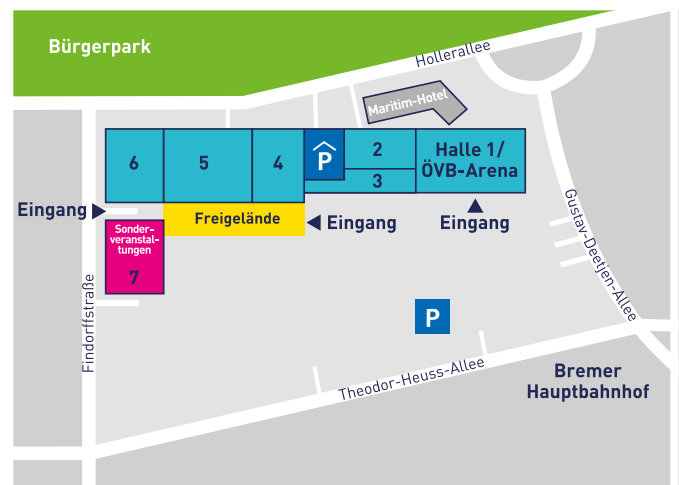 Bürgerpark
Hollerallee
Maritim-Hotel
6
5
4
P
2
3
Halle 1/
ÖVB-Arena
Eingang
Freigelände
Eingang
Eingang
Sonder-
veranstal-
tungen
7
Gustav-Deetjen-Allee
Findorffstraße
P
Theodor-Heuss-Allee
Bremer
Hauptbahnhof